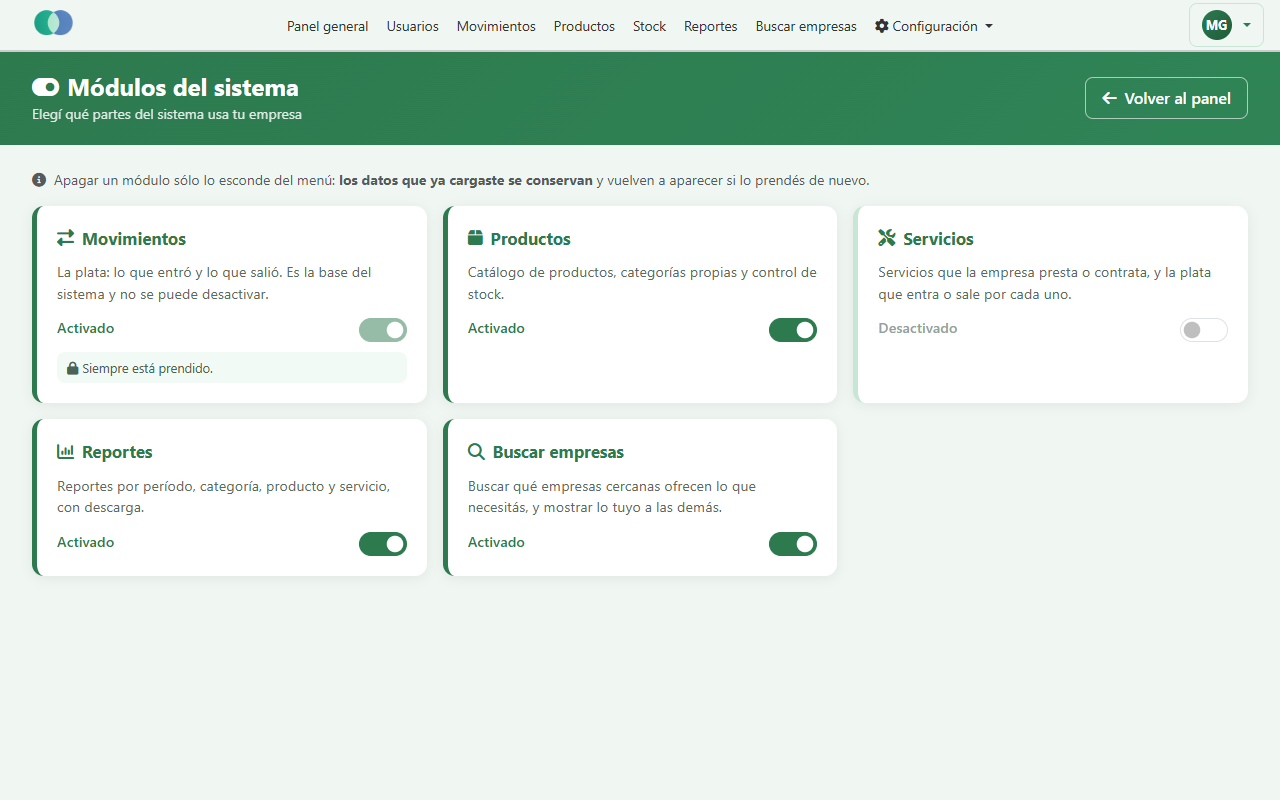 Panel general Usuarios Movimientos Productos Stock Reportes Buscar empresas Configuración MG
Módulos del sistema
Elegí qué partes del sistema usa tu empresa
Volver al panel
Apagar un módulo sólo lo esconde del menú: los datos que ya cargaste se conservan y vuelven a aparecer si lo prendés de nuevo.
Movimientos
La plata: lo que entró y lo que salió. Es la base del
sistema y no se puede desactivar.
Activado
Siempre está prendido.
Productos
Catálogo de productos, categorías propias y control de
stock.
Activado
Servicios
Servicios que la empresa presta o contrata, y la plata
que entra o sale por cada uno.
Desactivado
Reportes
Reportes por período, categoría, producto y servicio,
con descarga.
Activado
Buscar empresas
Buscar qué empresas cercanas ofrecen lo que
necesitás, y mostrar lo tuyo a las demás.
Activado